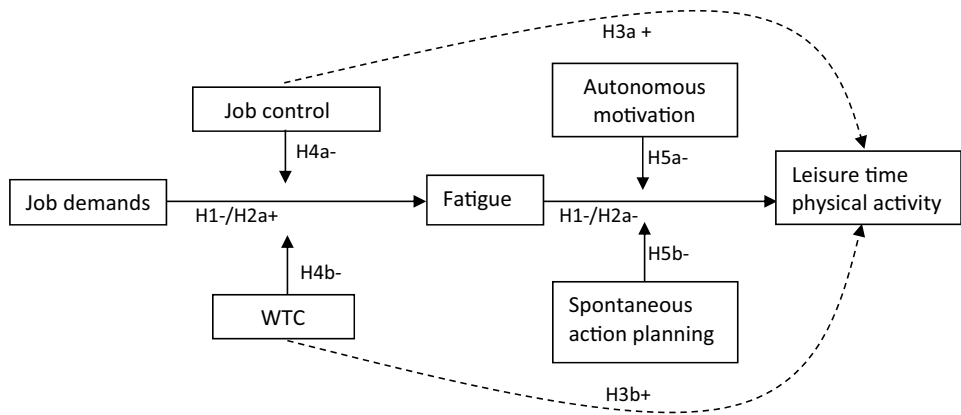 H3a +
Job control
Autonomous
motivation
H4a-
H5a-
Job demands
Fatigue
Leisure time
physical activity
H1-/H2a+
H1-/H2a-
H4b-
H5b-
WTC
Spontaneous
action planning
H3b+